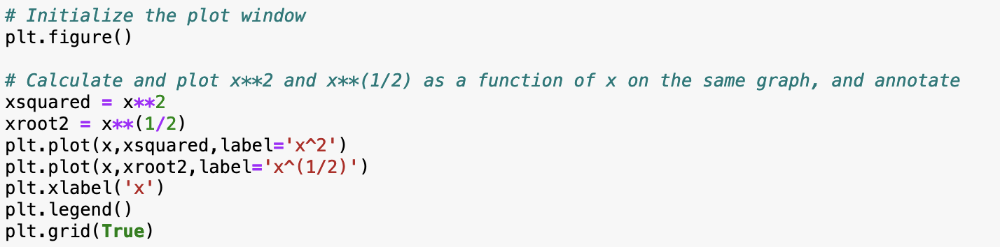 # Initialize the plot window
plt.figure()
# Calculate and plot x**2 and x**(1/2) as a function of x on the same graph, and annotate
xsquared = x**2
xroot2 = x**(1/2)
plt.plot(x,xsquared,label='x^2')
plt.plot(x,xroot2,label='x^(1/2)')
plt.xlabel('x')
plt.legend()
plt.grid(True)